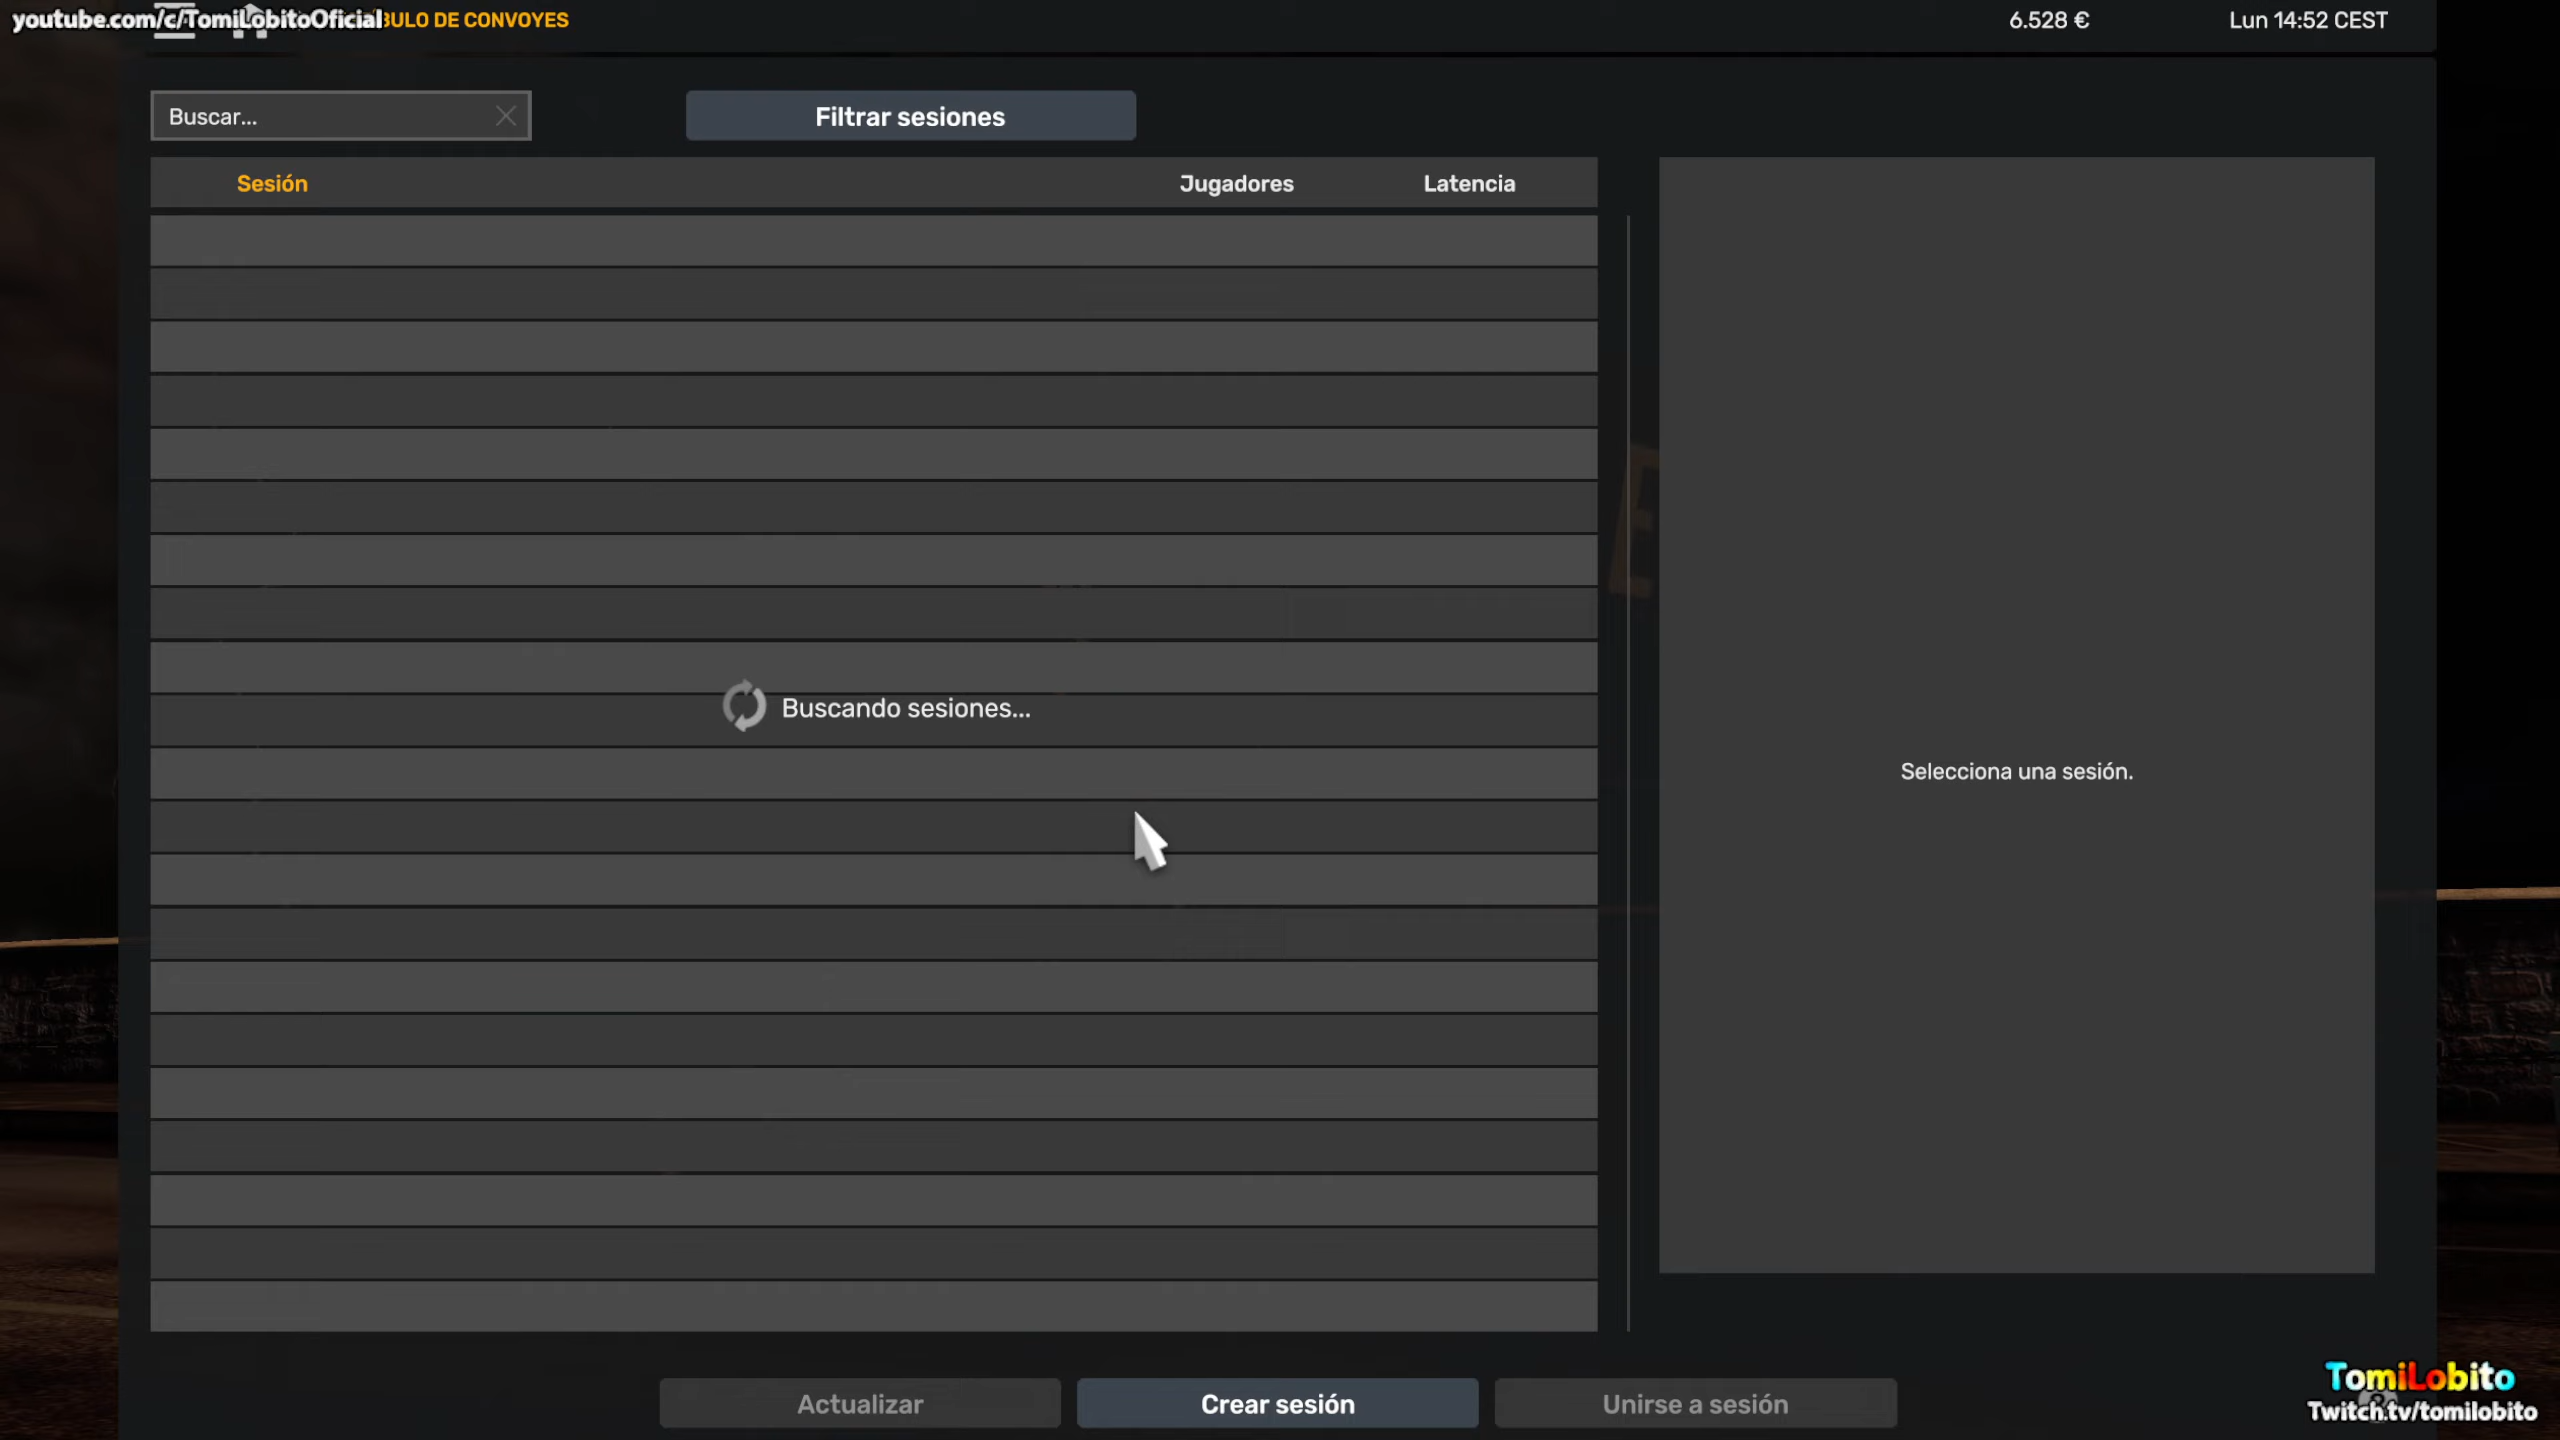 youtube.com/c/TomiLobitoOficial
BULO DE CONVOYES
6.528 €
Lun 14:52 CEST
Buscar...
Filtrar sesiones
Sesión
Jugadores
Latencia
Buscando sesiones...
Selecciona una sesión.
Actualizar
Crear sesión
Unirse a sesión
TomiLobito
Twitch.tv/tomilobito